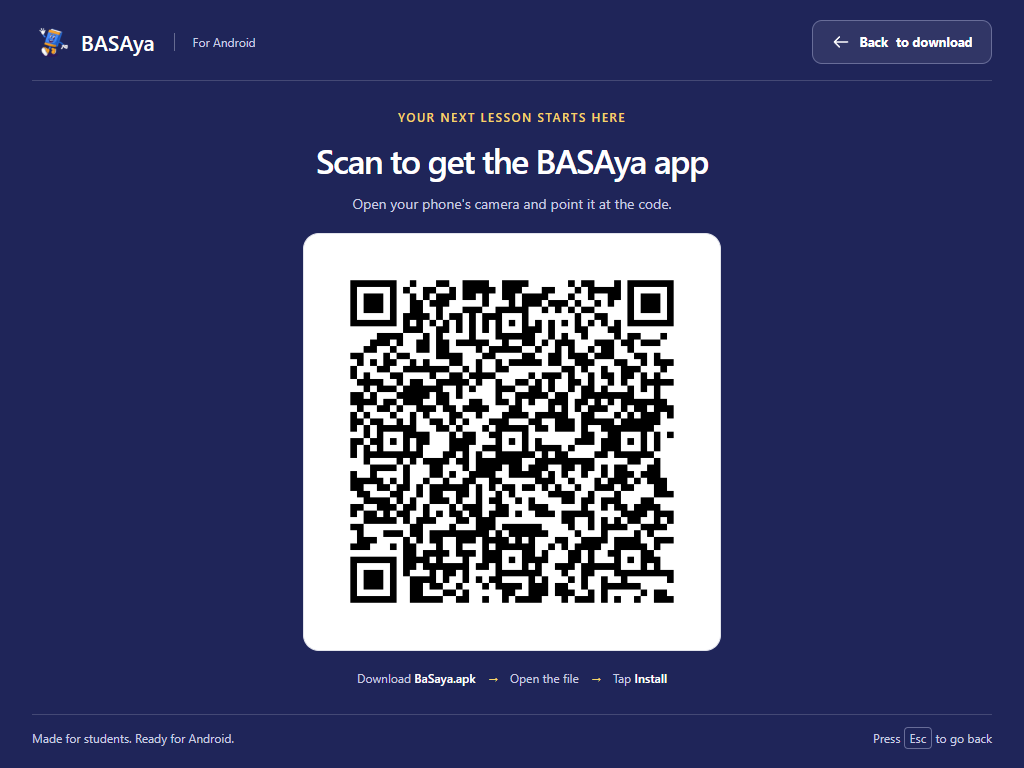 BASAya
For Android
Back to download
YOUR NEXT LESSON STARTS HERE
Scan to get the BASAya app
Open your phone's camera and point it at the code.
Download BaSaya.apk → Open the file → Tap Install
Made for students. Ready for Android.
Press Esc to go back